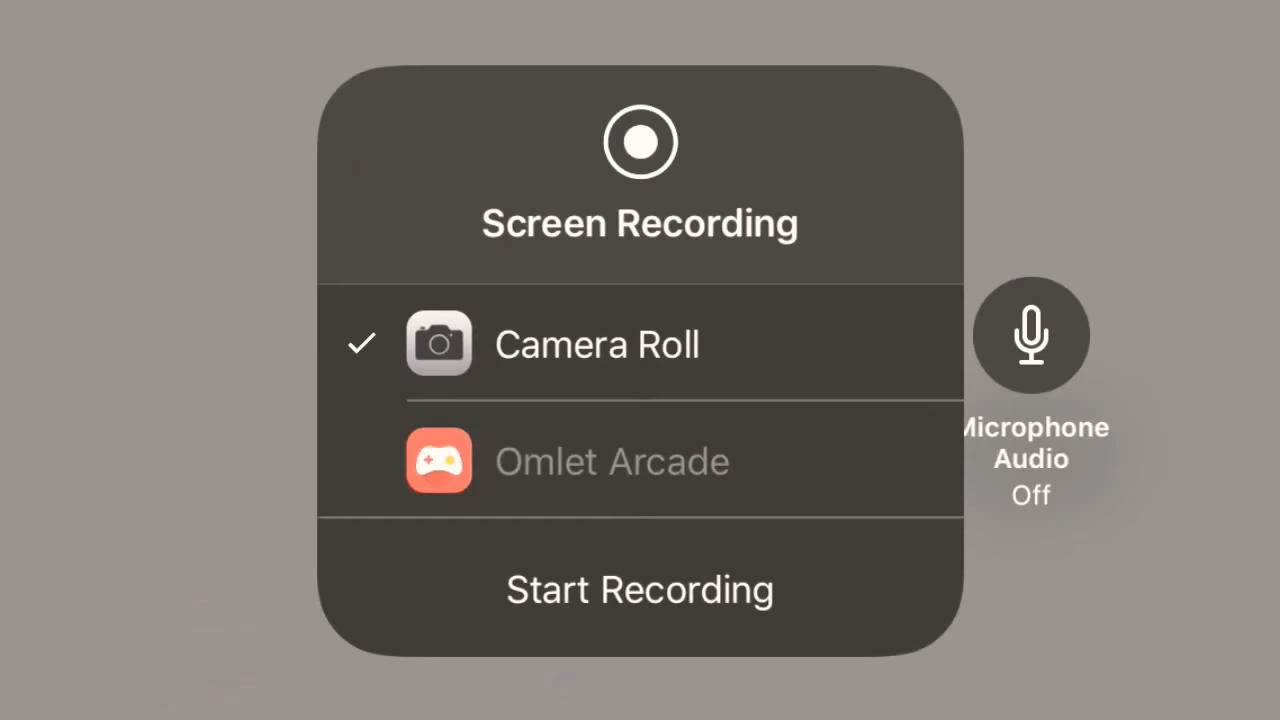 Screen Recording
Camera Roll
Omlet Arcade
Start Recording
Microphone
Audio
Off